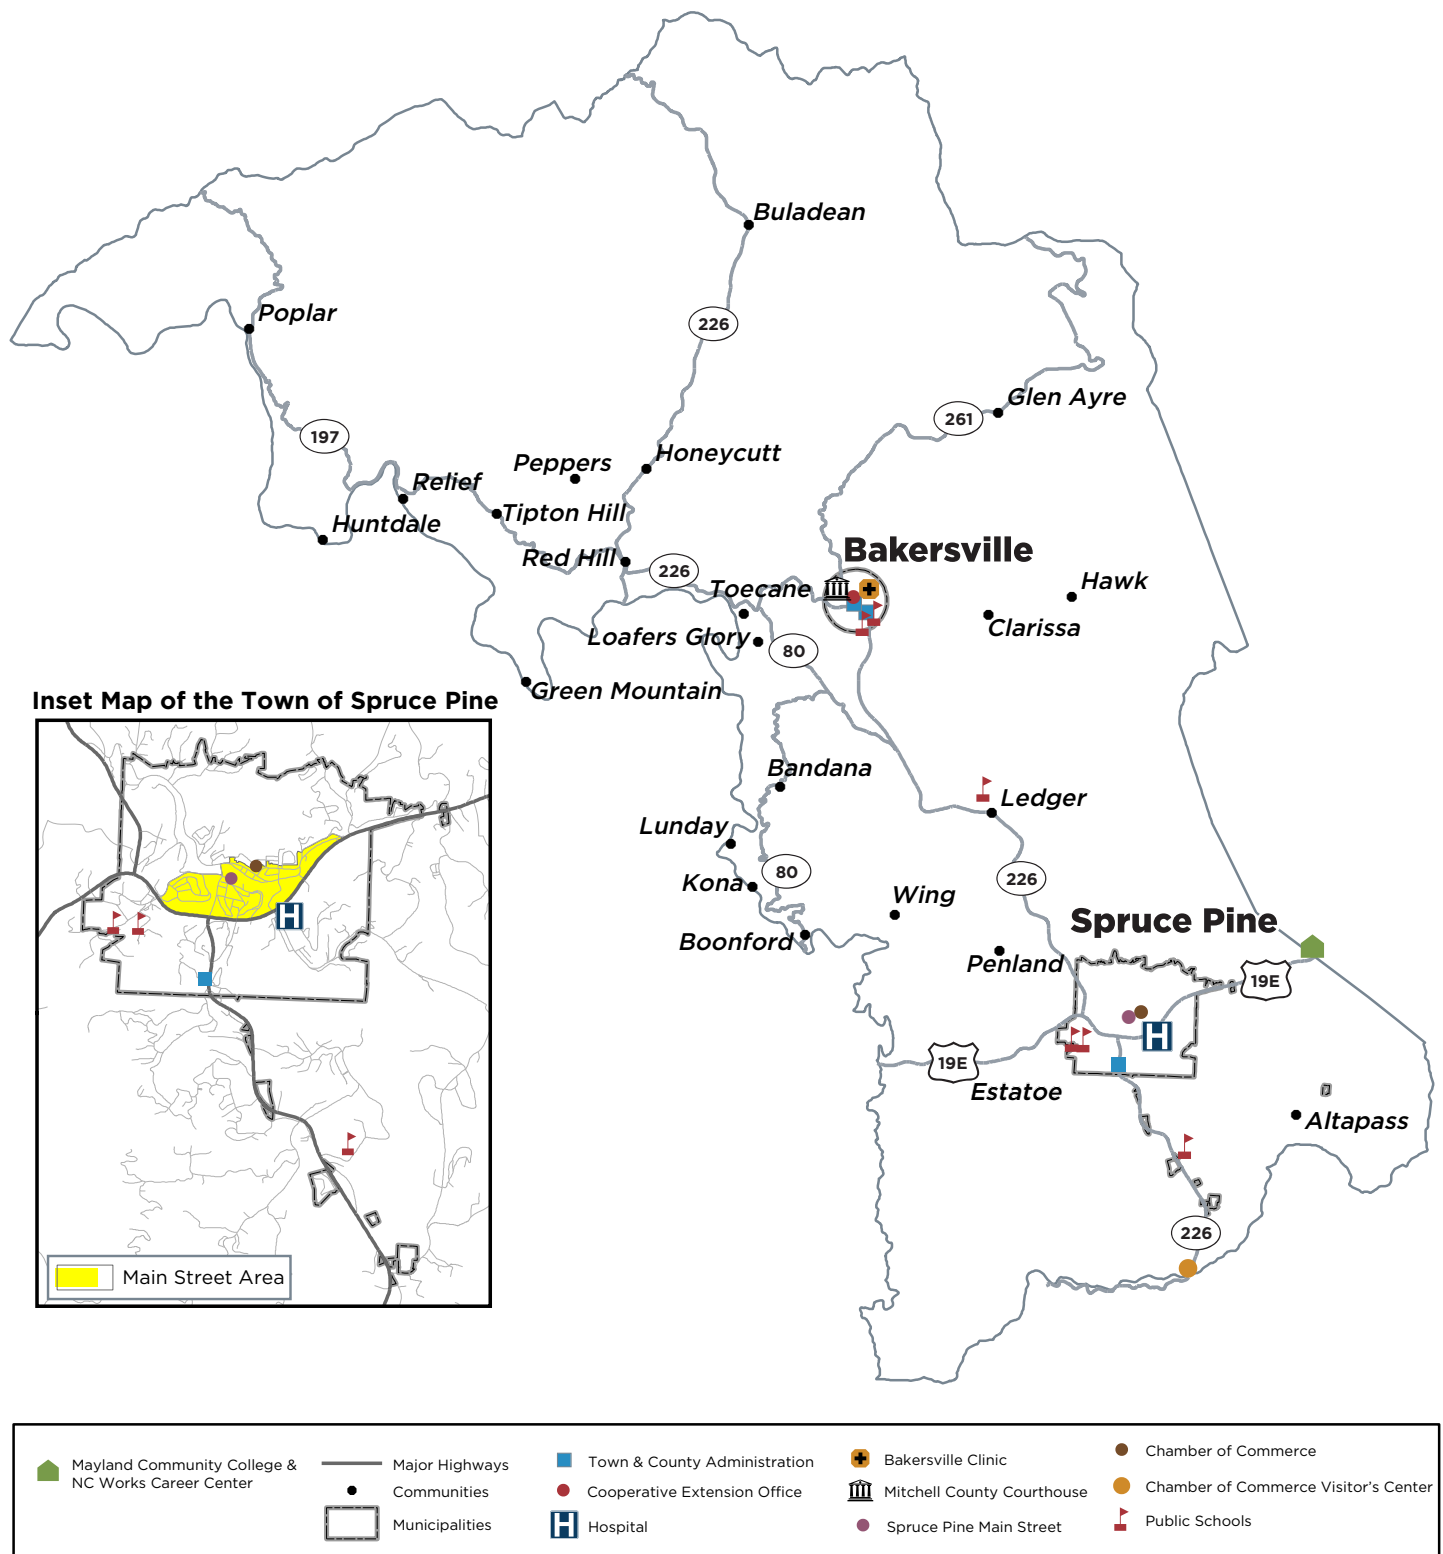 Buladean
Poplar
226
Glen Ayre
261
197
Honeycutt
Peppers
Relief
Tipton Hill
Huntdale
Bakersville
Red Hill
226
Hawk
Toecane
Clarissa
Loafers Glory
80
Green Mountain
Inset Map of the Town of Spruce Pine
Bandana
Ledger
Lunday
80
226
Kona
Wing
Spruce Pine
Boonford
Penland
19E
19E
H
H
Estatoe
Altapass
226
Main Street Area
Mayland Community College &
NC Works Career Center
Major Highways
Communities
Municipalities
Town & County Administration
Cooperative Extension Office
H Hospital
Bakersville Clinic
Mitchell County Courthouse
Spruce Pine Main Street
Chamber of Commerce
Chamber of Commerce Visitor's Center
Public Schools